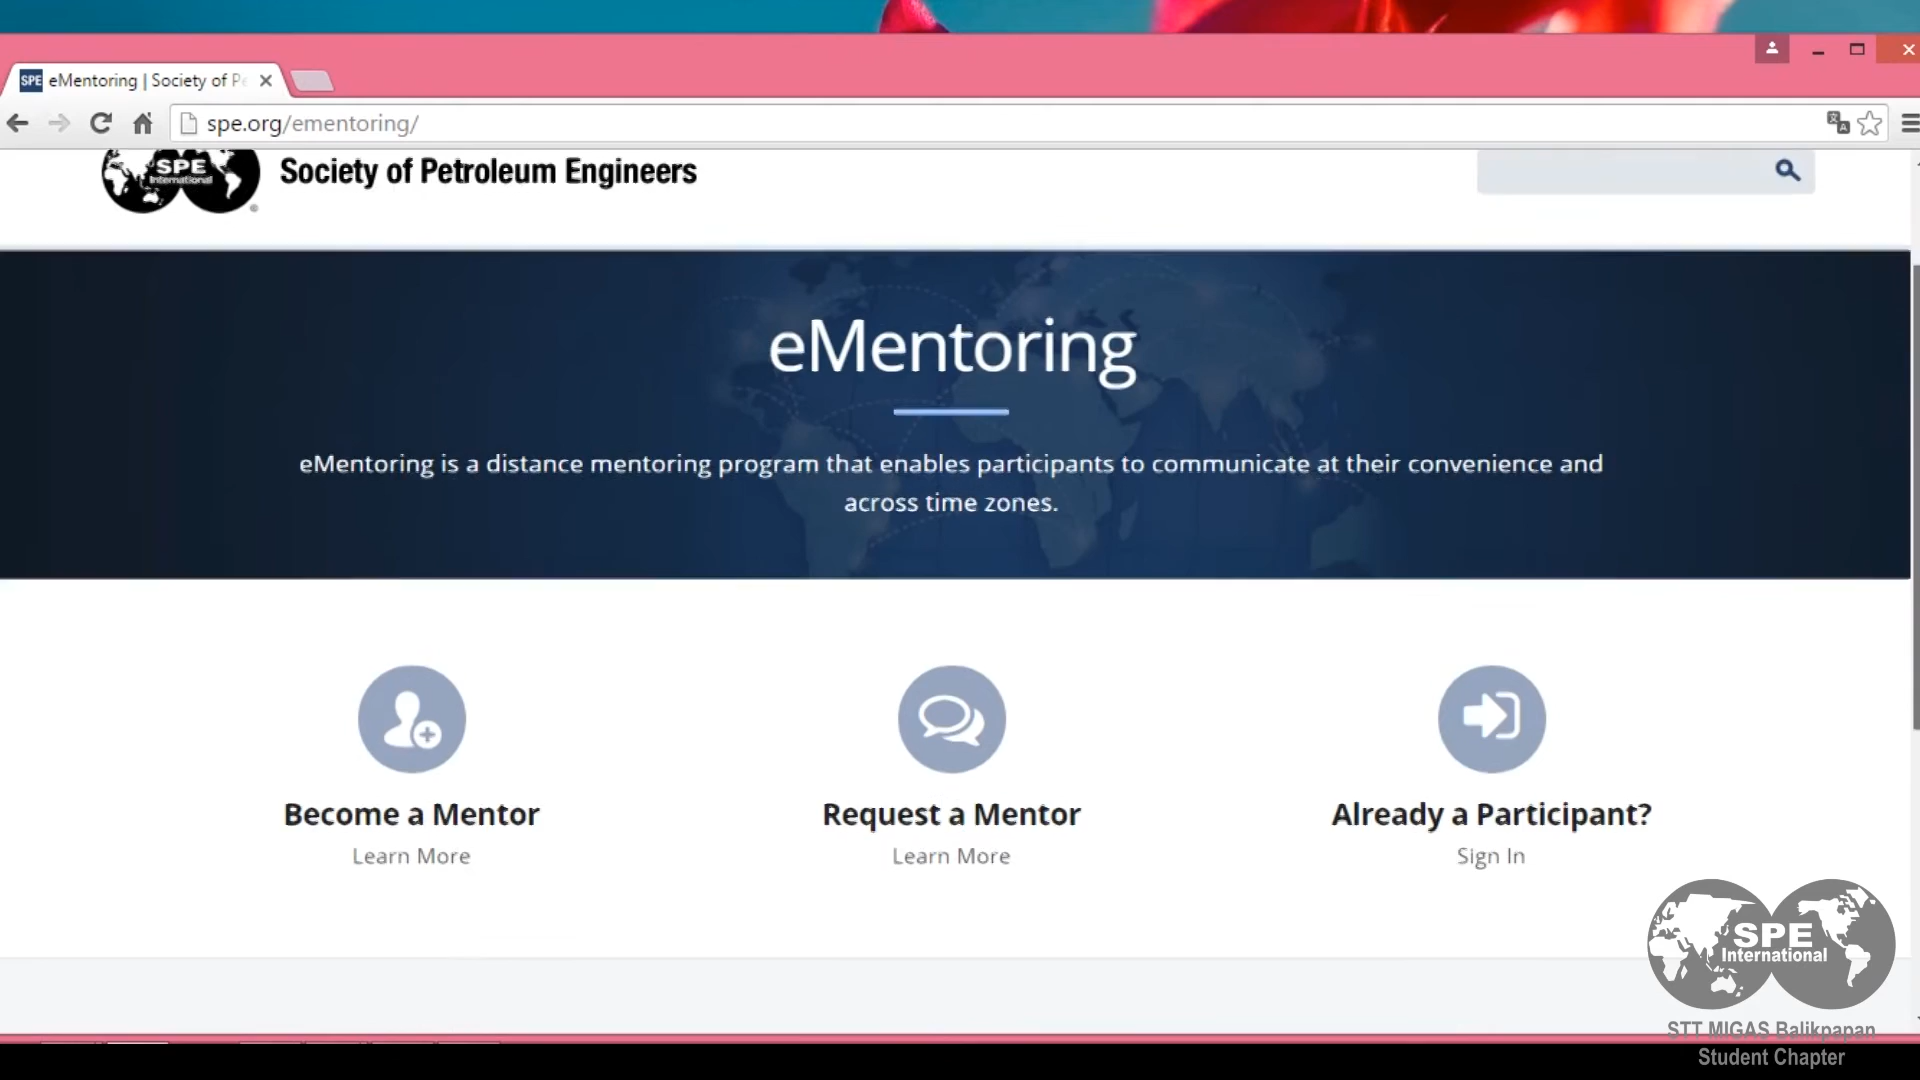 SPE eMentoring | Society of Pe
spe.org/ementoring/
SPE
International
Society of Petroleum Engineers
eMentoring
eMentoring is a distance mentoring program that enables participants to communicate at their convenience and
across time zones.
Become a Mentor
Learn More
Request a Mentor
Learn More
Already a Participant?
Sign In
SPE
International
STT MIGAS Balikpapan
Student Chapter